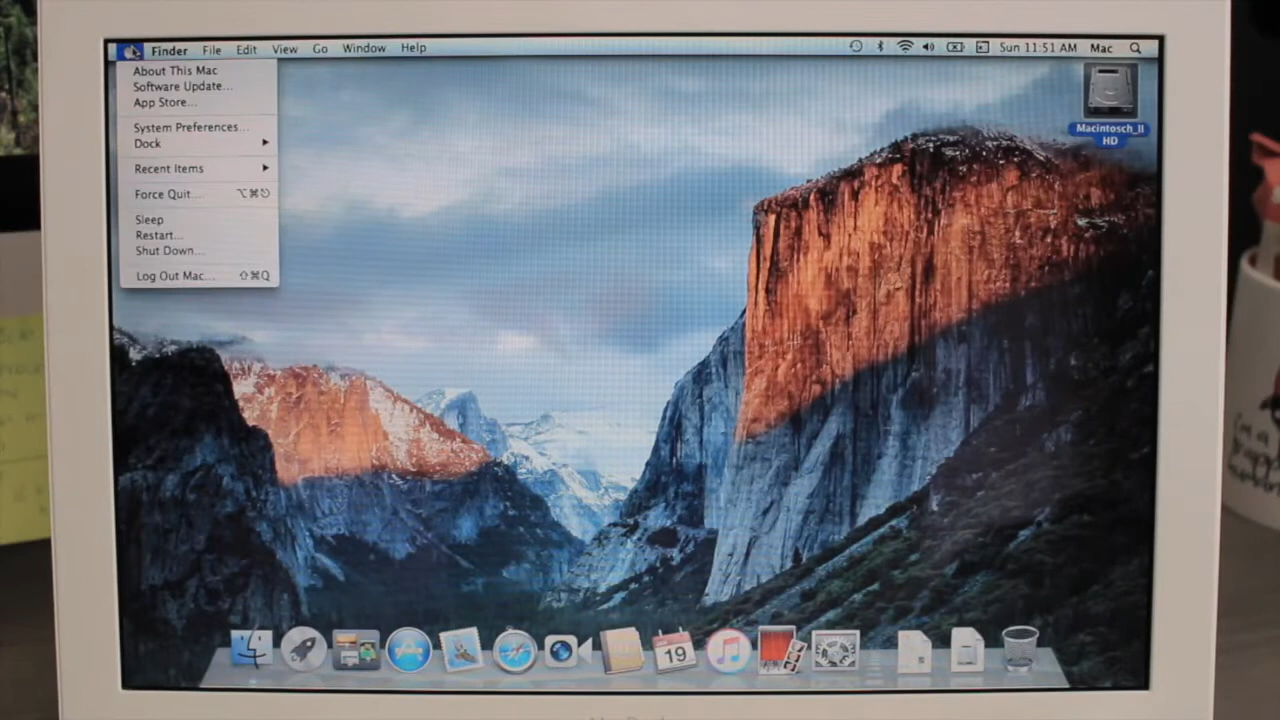 Finder File Edit View Go Window Help Sun 11:51 AM Mac
About This Mac
Software Update...
App Store...
System Preferences...
Dock
Recent Items
Force Quit... ⌥⌘⎋
Sleep
Restart...
Shut Down...
Log Out Mac... ⇧⌘Q
Macintosch_II
HD
19